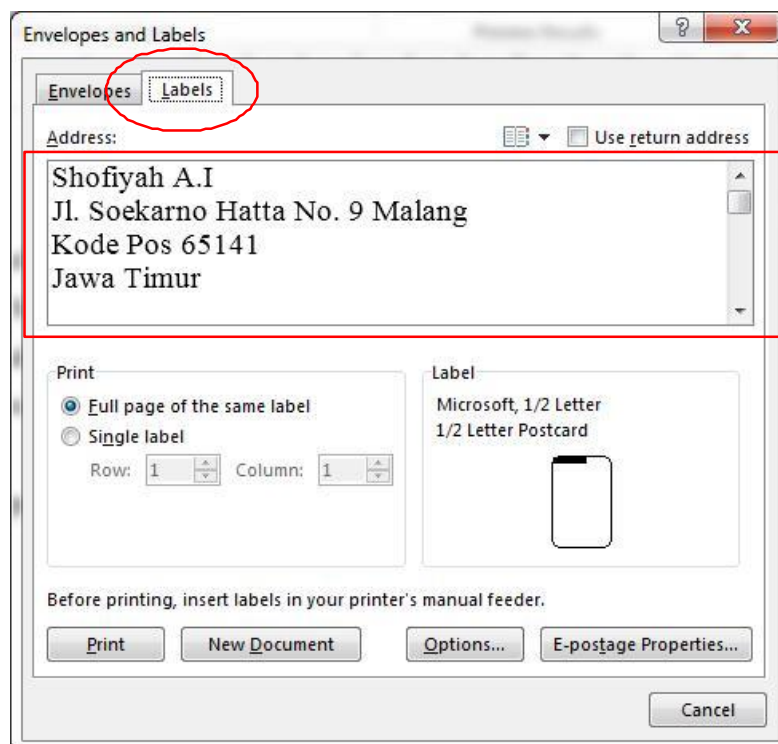 Envelopes and Labels
Envelopes Labels
Address: Use return address
Shofiyah A.I
Jl. Soekarno Hatta No. 9 Malang
Kode Pos 65141
Jawa Timur
Print
Full page of the same label
Single label
Row: 1 Column: 1
Label
Microsoft, 1/2 Letter
1/2 Letter Postcard
Before printing, insert labels in your printer's manual feeder.
Print New Document Options... E-postage Properties...
Cancel